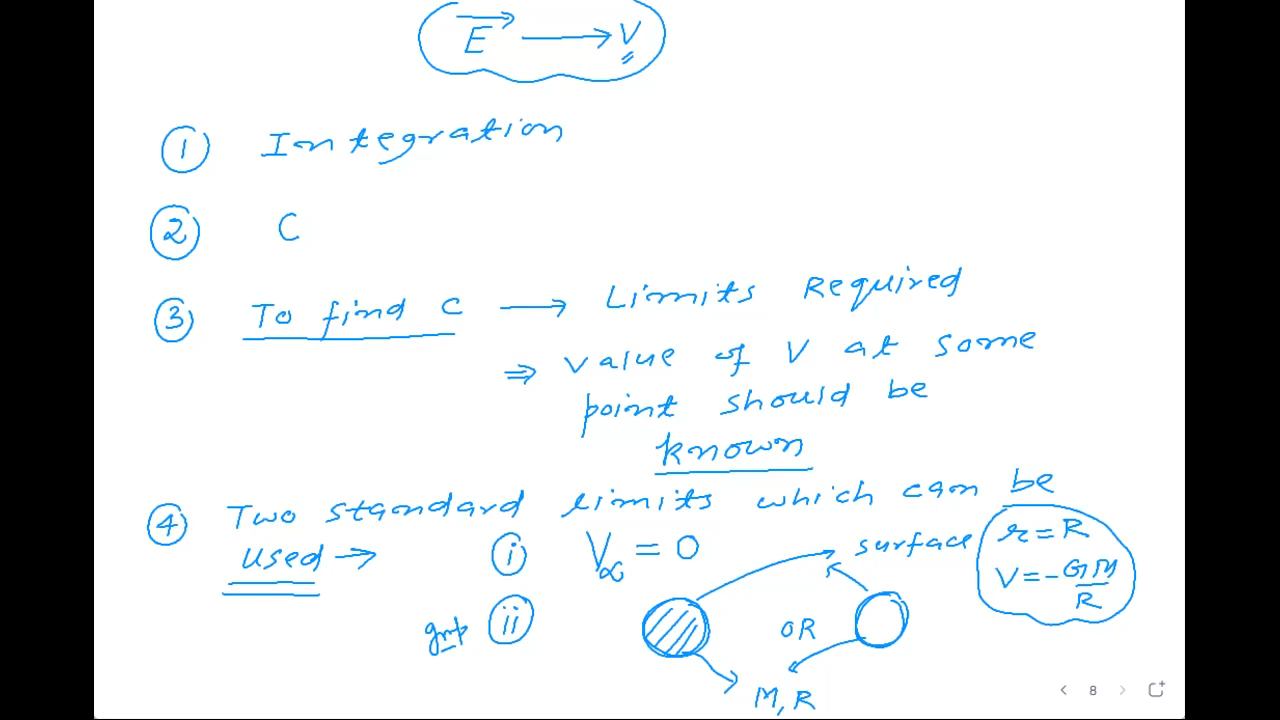 E → V
① Integration
② C
③ To find C → Limits Required
⇒ value of V at some
point should be
known
④ Two standard limits which can be
used → ⓘ V∞ = 0
surface
r = R
V = -GM/R
Imp ⓘⓘ OR
M, R
8